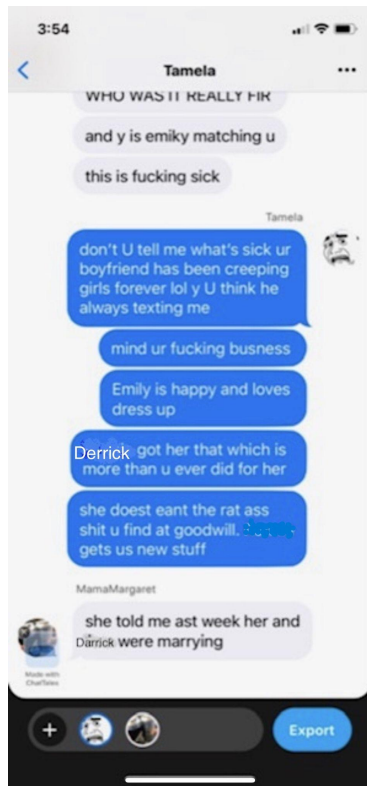 3:54
Tamela
WHO WAS IT REALLY FIR
and y is emiky matching u
this is fucking sick
Tamela
don't U tell me what's sick ur
boyfriend has been creeping
girls forever lol y U think he
always texting me
mind ur fucking busness
Emily is happy and loves
dress up
Derrick got her that which is
more than u ever did for her
she doest eant the rat ass
shit u find at goodwill.
gets us new stuff
MamaMargaret
she told me ast week her and
Darrick were marrying
Made with
ChatTales
Export